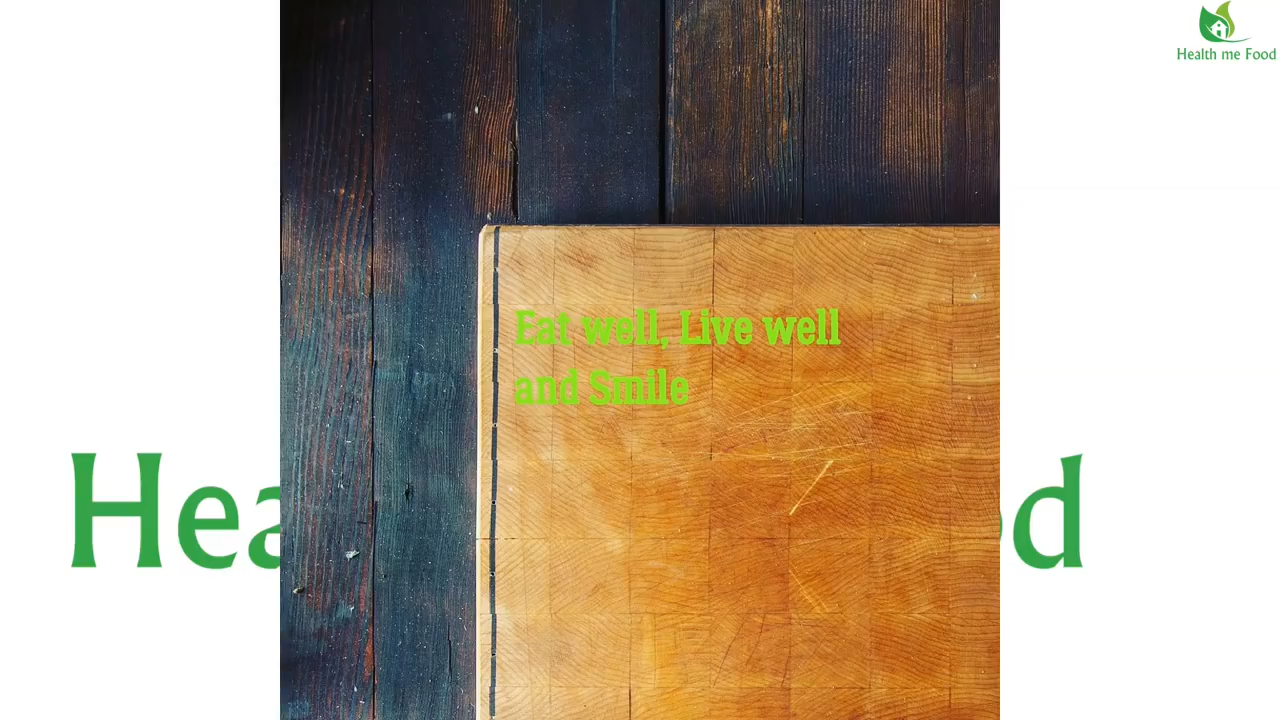 Health me Food
Eat well, Live well
and Smile
Hea
d